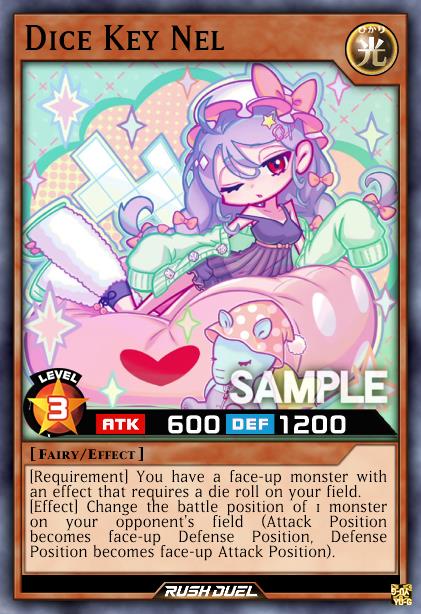 Dice Key Nel
ひかり
光
SAMPLE
LEVEL
3
ATK 600 DEF 1200
[Fairy/Effect]
[Requirement] You have a face-up monster with
an effect that requires a die roll on your field.
[Effect] Change the battle position of 1 monster
on your opponent's field (Attack Position
becomes face-up Defense Position, Defense
Position becomes face-up Attack Position).
RUSH DUEL